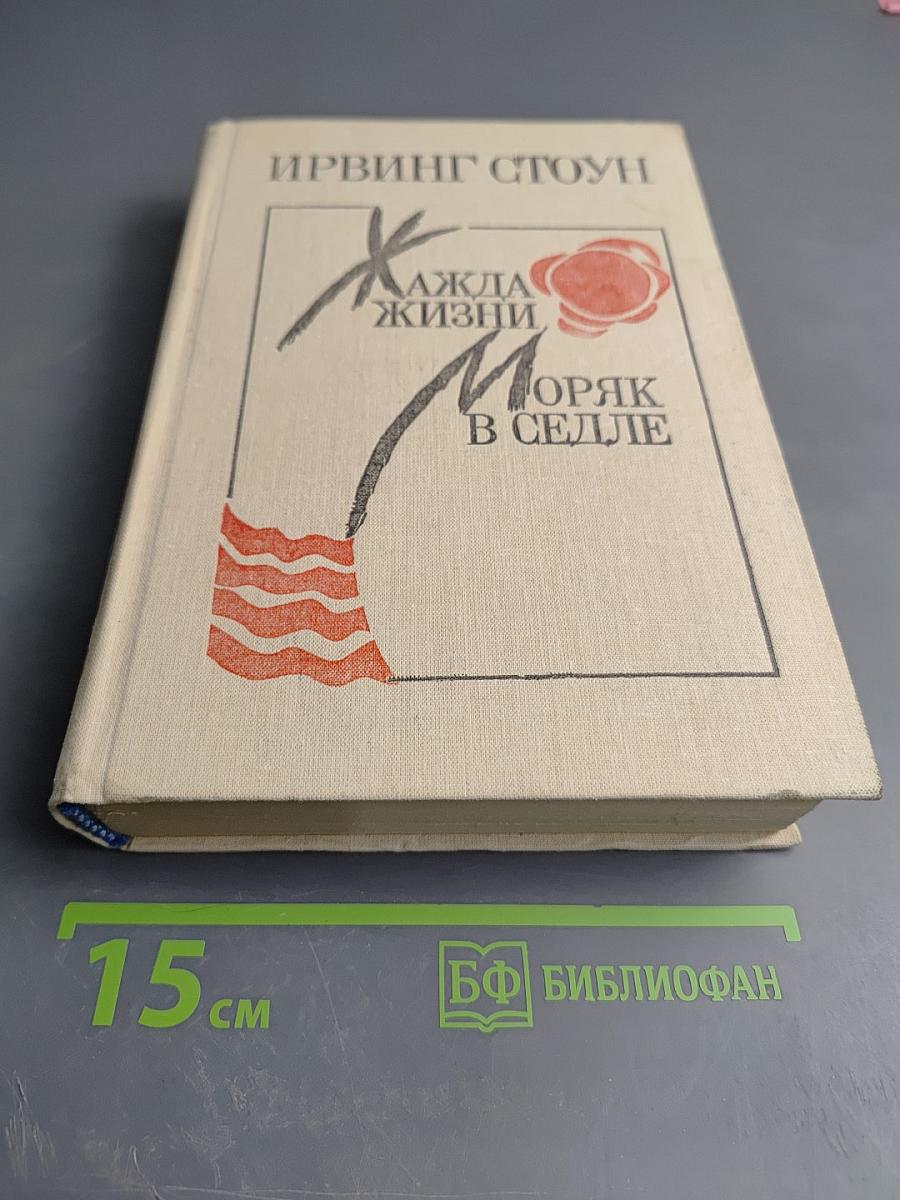 ИРВИНГ СТОУН
ЖАЖДА
ЖИЗНИ
МОРЯК
В СЕДЛЕ
15 см
БФ БИБЛИОФАН